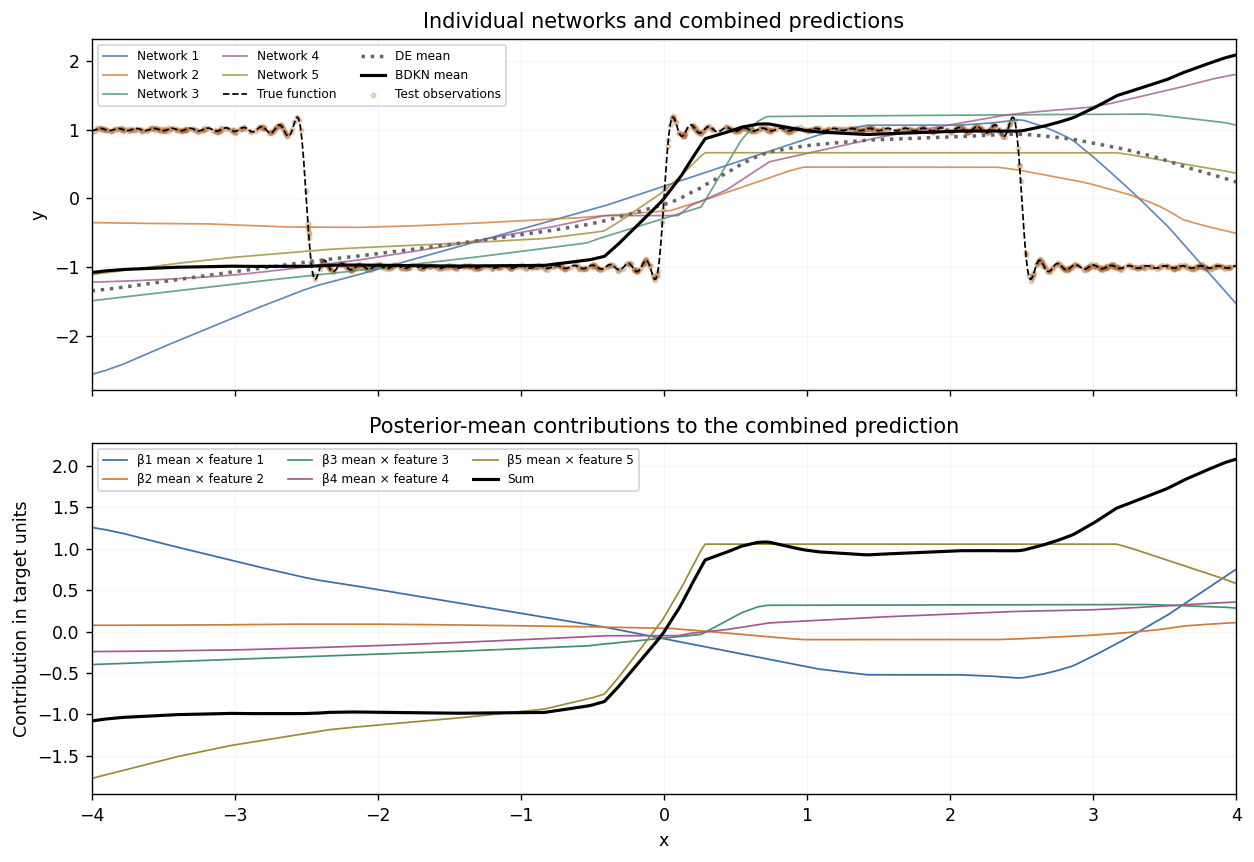 Individual networks and combined predictions
Network 1
Network 2
Network 3
Network 4
Network 5
True function
DE mean
BDKN mean
Test observations
y
2
1
0
−1
−2
Posterior-mean contributions to the combined prediction
β1 mean × feature 1
β2 mean × feature 2
β3 mean × feature 3
β4 mean × feature 4
β5 mean × feature 5
Sum
Contribution in target units
2.0
1.5
1.0
0.5
0.0
−0.5
−1.0
−1.5
−4 −3 −2 −1 0 1 2 3 4
x